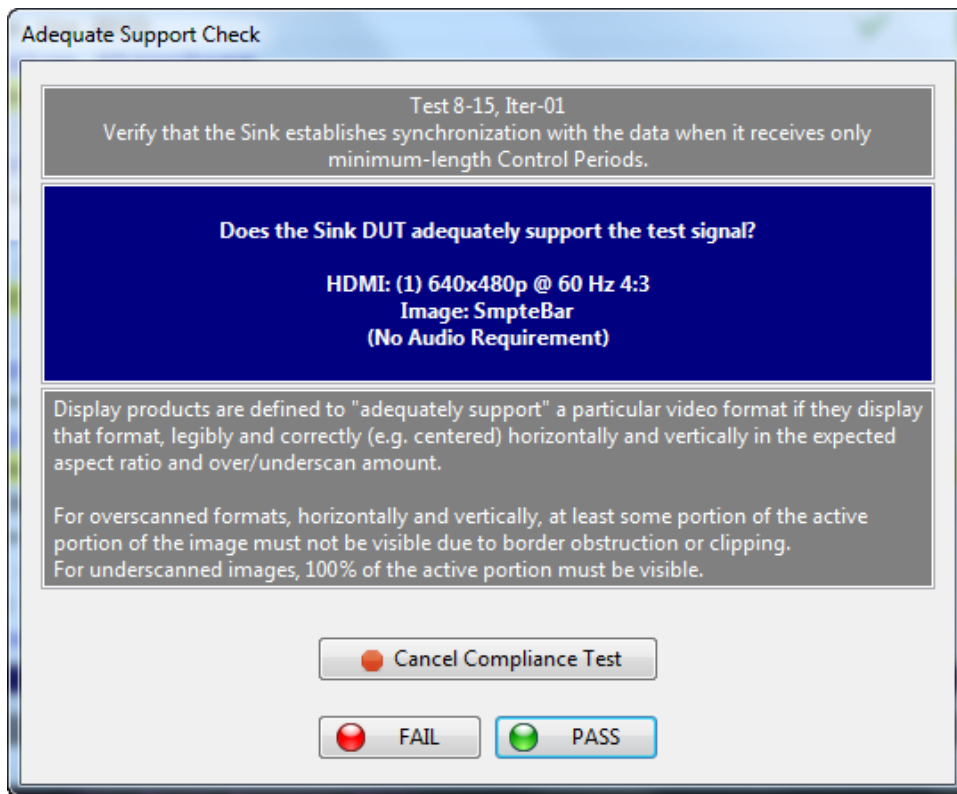 Adequate Support Check
Test 8-15, Iter-01
Verify that the Sink establishes synchronization with the data when it receives only
minimum-length Control Periods.
Does the Sink DUT adequately support the test signal?
HDMI: (1) 640x480p @ 60 Hz 4:3
Image: SmpteBar
(No Audio Requirement)
Display products are defined to "adequately support" a particular video format if they display
that format, legibly and correctly (e.g. centered) horizontally and vertically in the expected
aspect ratio and over/underscan amount.
For overscanned formats, horizontally and vertically, at least some portion of the active
portion of the image must not be visible due to border obstruction or clipping.
For underscanned images, 100% of the active portion must be visible.
Cancel Compliance Test
FAIL
PASS